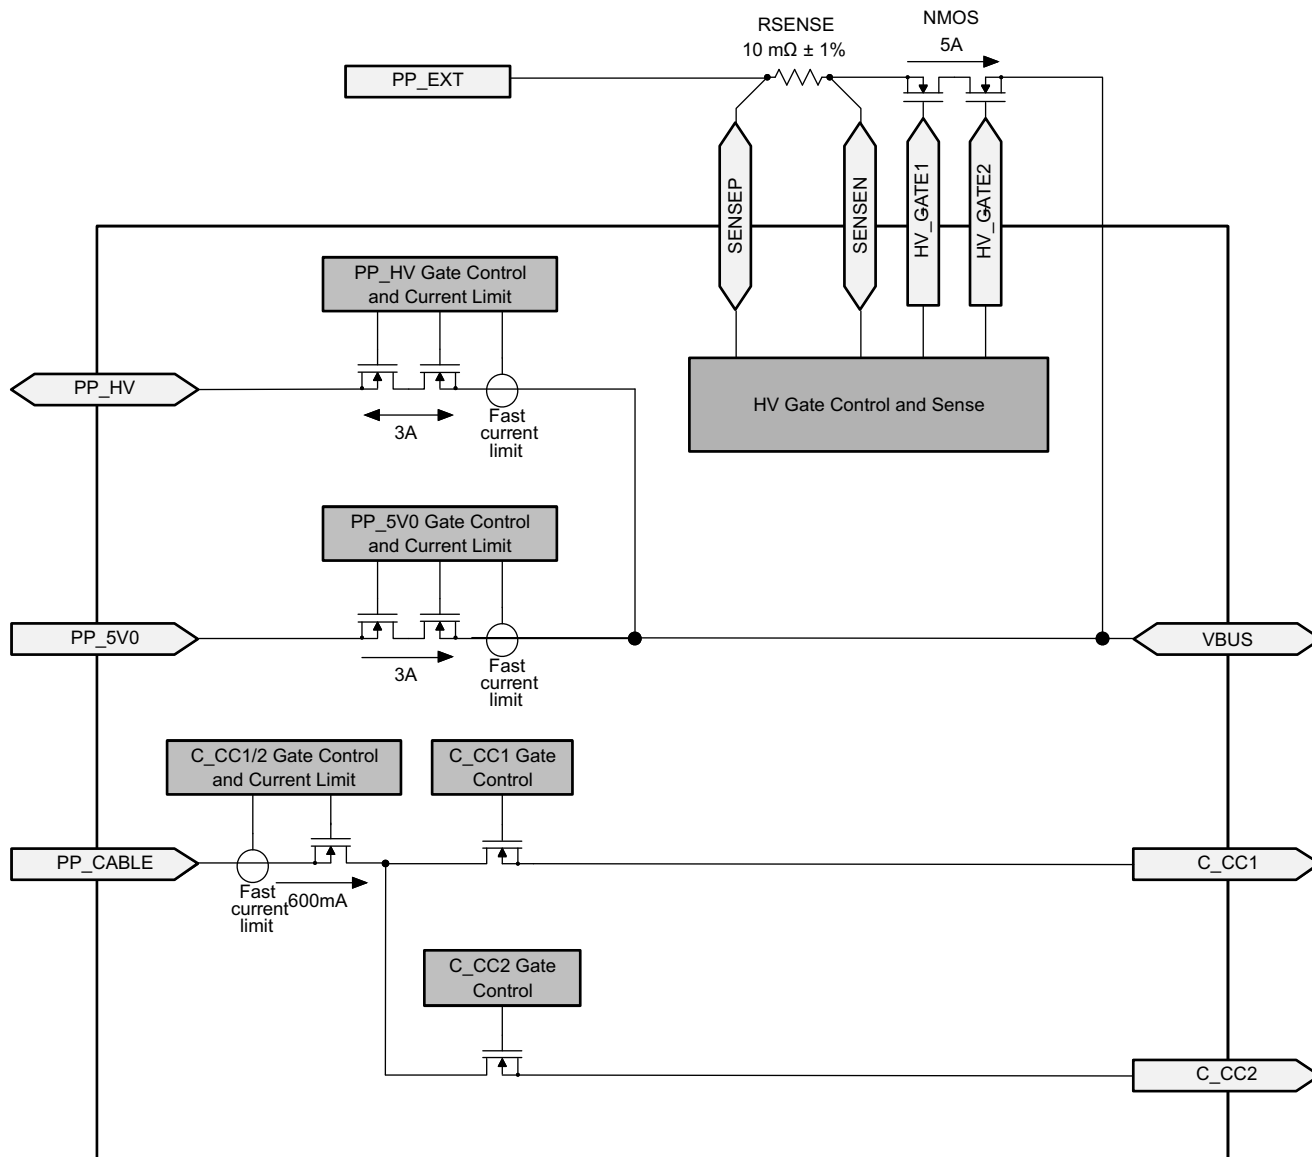 RSENSE
10 mΩ ± 1%
NMOS
5A
PP_EXT
SENSEP
SENSEN
HV_GATE1
HV_GATE2
PP_HV Gate Control
and Current Limit
PP_HV
3A
Fast
current
limit
HV Gate Control and Sense
PP_5V0 Gate Control
and Current Limit
PP_5V0
3A
Fast
current
limit
VBUS
C_CC1/2 Gate Control
and Current Limit
C_CC1 Gate
Control
PP_CABLE
Fast
current
limit
600mA
C_CC1
C_CC2 Gate
Control
C_CC2